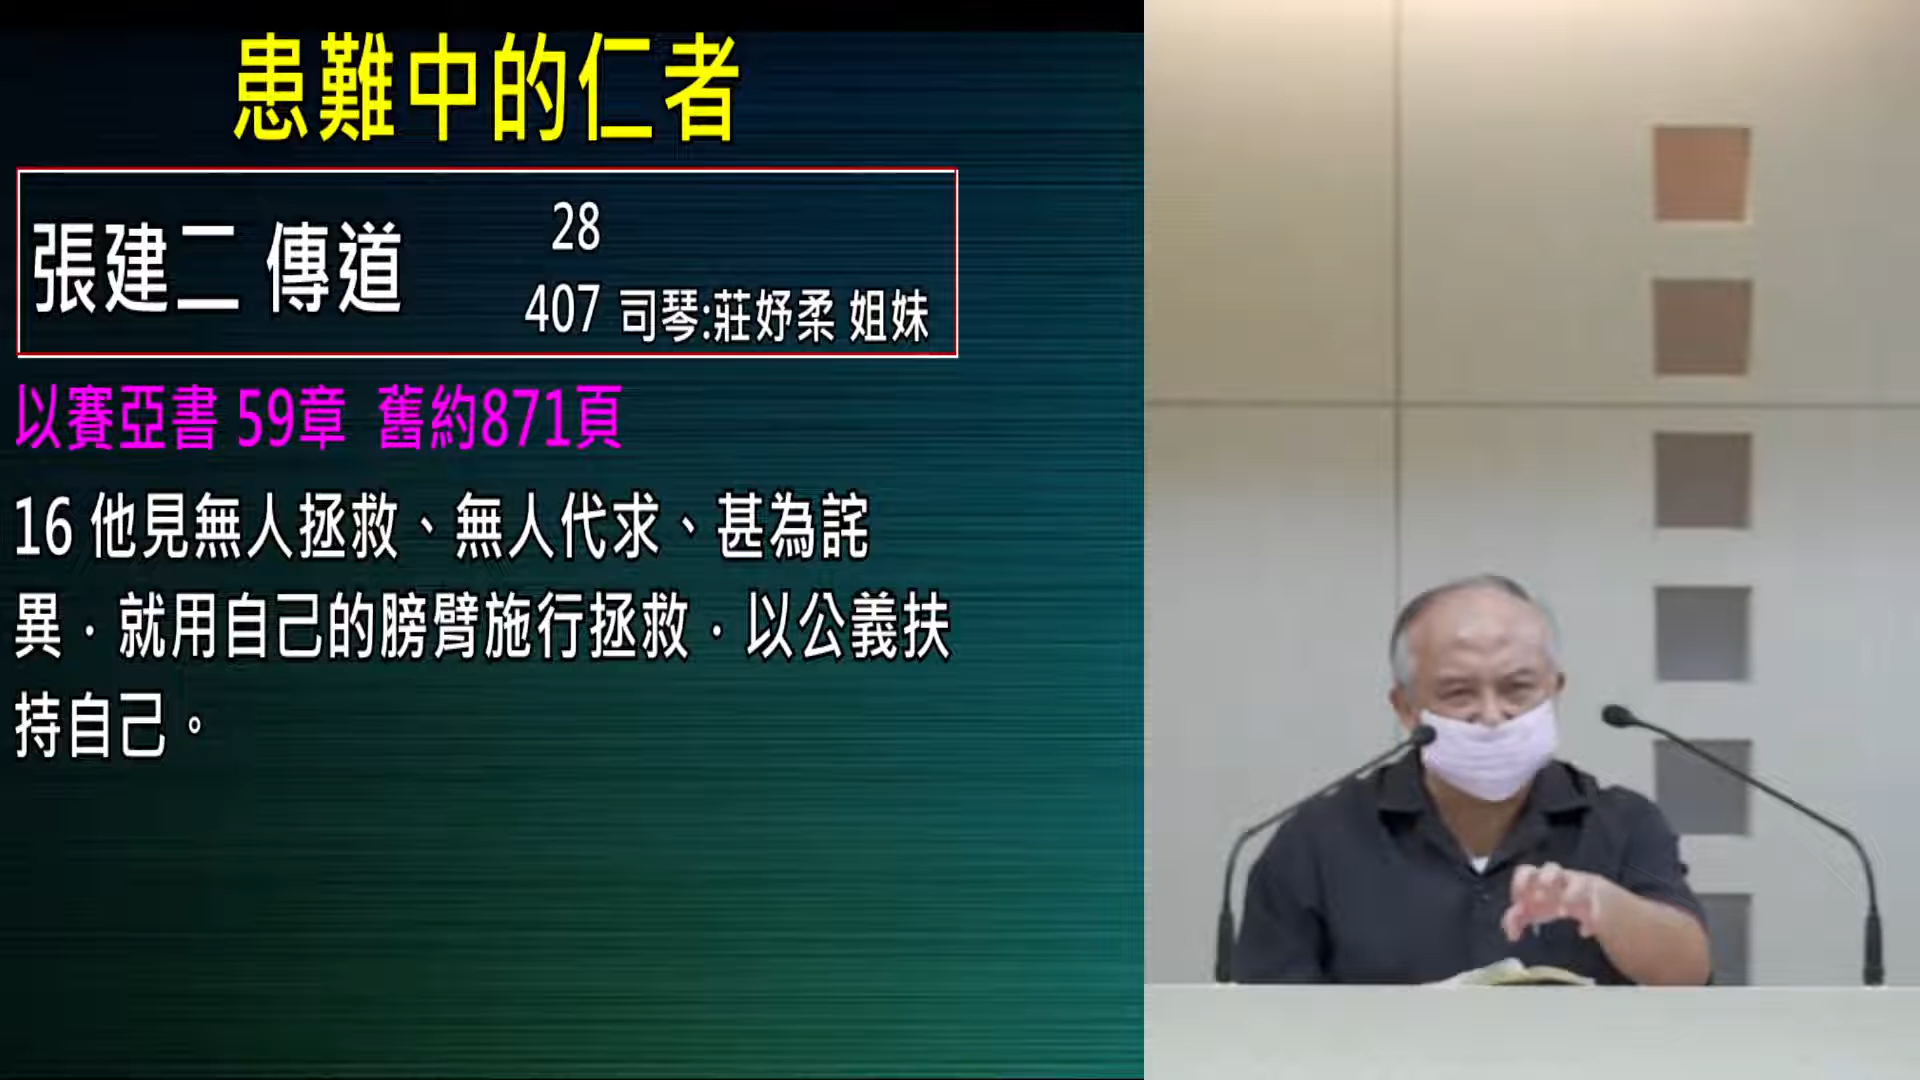 患難中的仁者
張建二 傳道
28
407 司琴:莊妤柔 姐妹
以賽亞書 59章 舊約871頁
16 他見無人拯救、無人代求、甚為詫
異．就用自己的膀臂施行拯救．以公義扶
持自己。